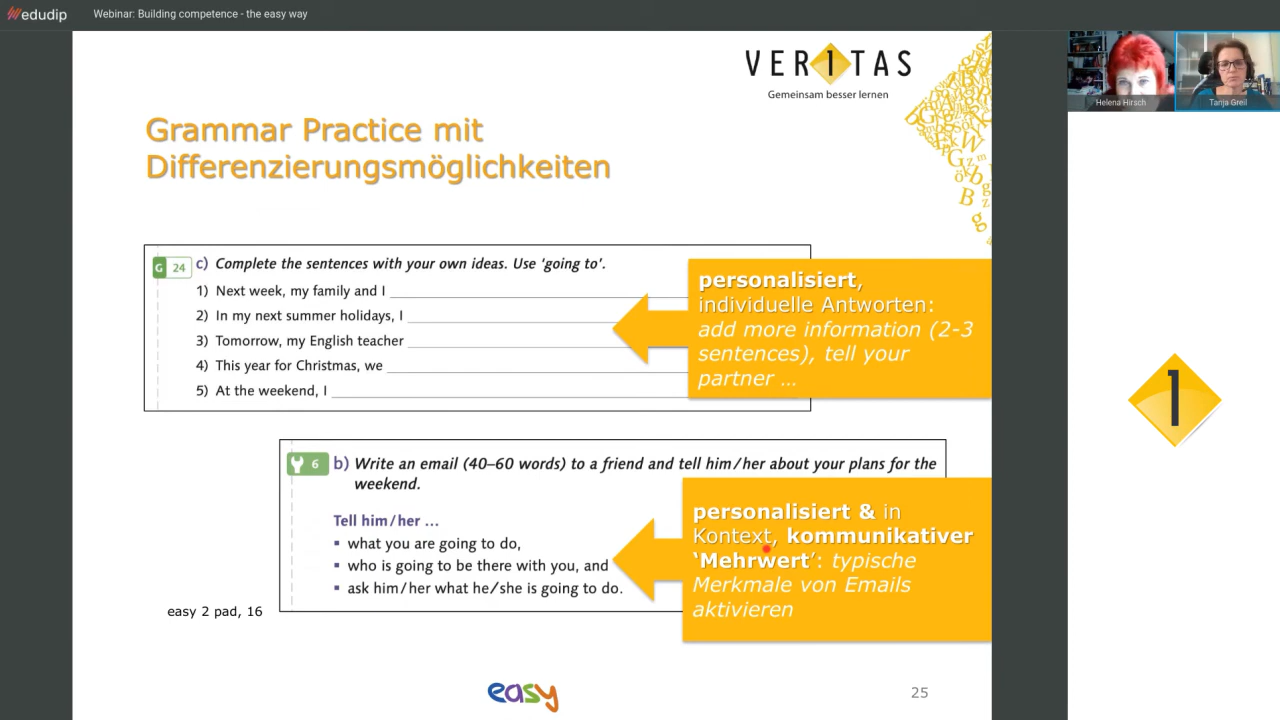 edudip
Webinar: Building competence - the easy way
VERITAS
Gemeinsam besser lernen
Helena Hirsch
Tanja Greil
Grammar Practice mit
Differenzierungsmöglichkeiten
G 24 c) Complete the sentences with your own ideas. Use ‘going to’.
1) Next week, my family and I
2) In my next summer holidays, I
3) Tomorrow, my English teacher
4) This year for Christmas, we
5) At the weekend, I
personalisiert,
individuelle Antworten:
add more information (2-3
sentences), tell your
partner ...
1
6 b) Write an email (40–60 words) to a friend and tell him/her about your plans for the
weekend.
Tell him/her ...
▪ what you are going to do,
▪ who is going to be there with you, and
▪ ask him/her what he/she is going to do.
personalisiert & in
Kontext, kommunikativer
‘Mehrwert’: typische
Merkmale von Emails
aktivieren
easy 2 pad, 16
easy
25